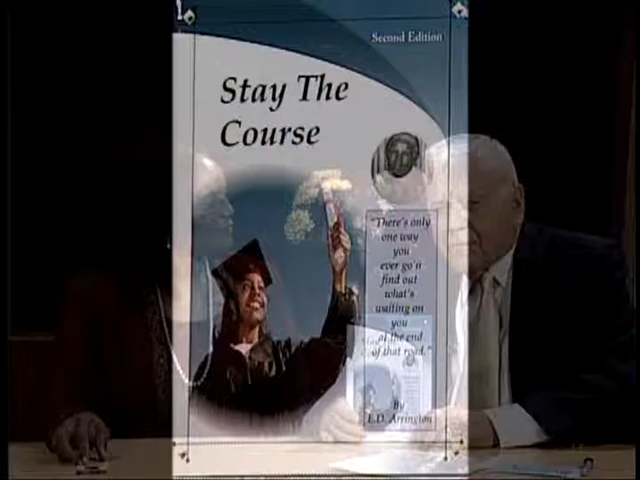 Second Edition
Stay The
Course
"There's only
one way
you
ever go'n
find out
what's
waiting on
you
at the end
of that road."
By
E.D. Arrington